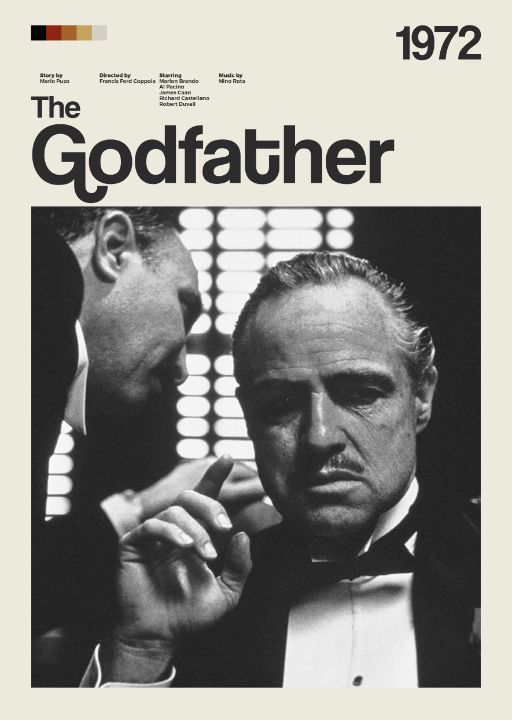 1972
Story by
Mario Puzo
Directed by
Francis Ford Coppola
Starring
Marlon Brando
Al Pacino
James Caan
Richard Castellano
Robert Duvall
Music by
Nino Rota
The
Godfather